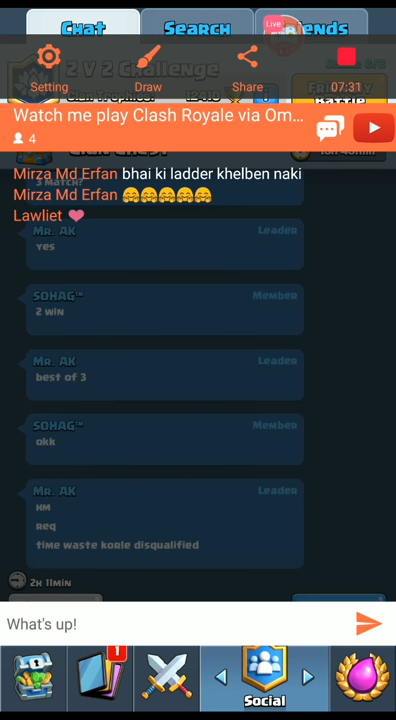 Chat
Search
Friends
Live
2 V 2 Challenge
Setting
Draw
Share
07:31
Watch me play Clash Royale via Om...
4
Mirza Md Erfan bhai ki ladder khelben naki
3 Match?
Mirza Md Erfan 🤗🤗🤗🤗🤗
Lawliet ❤
Mr. AK Leader
Yes
SOHAG™ Member
2 win
Mr. AK Leader
best of 3
SOHAG™ Member
okk
Mr. AK Leader
HM
Req
time waste korle disqualified
2H 11MIN
What's up!
1
Social